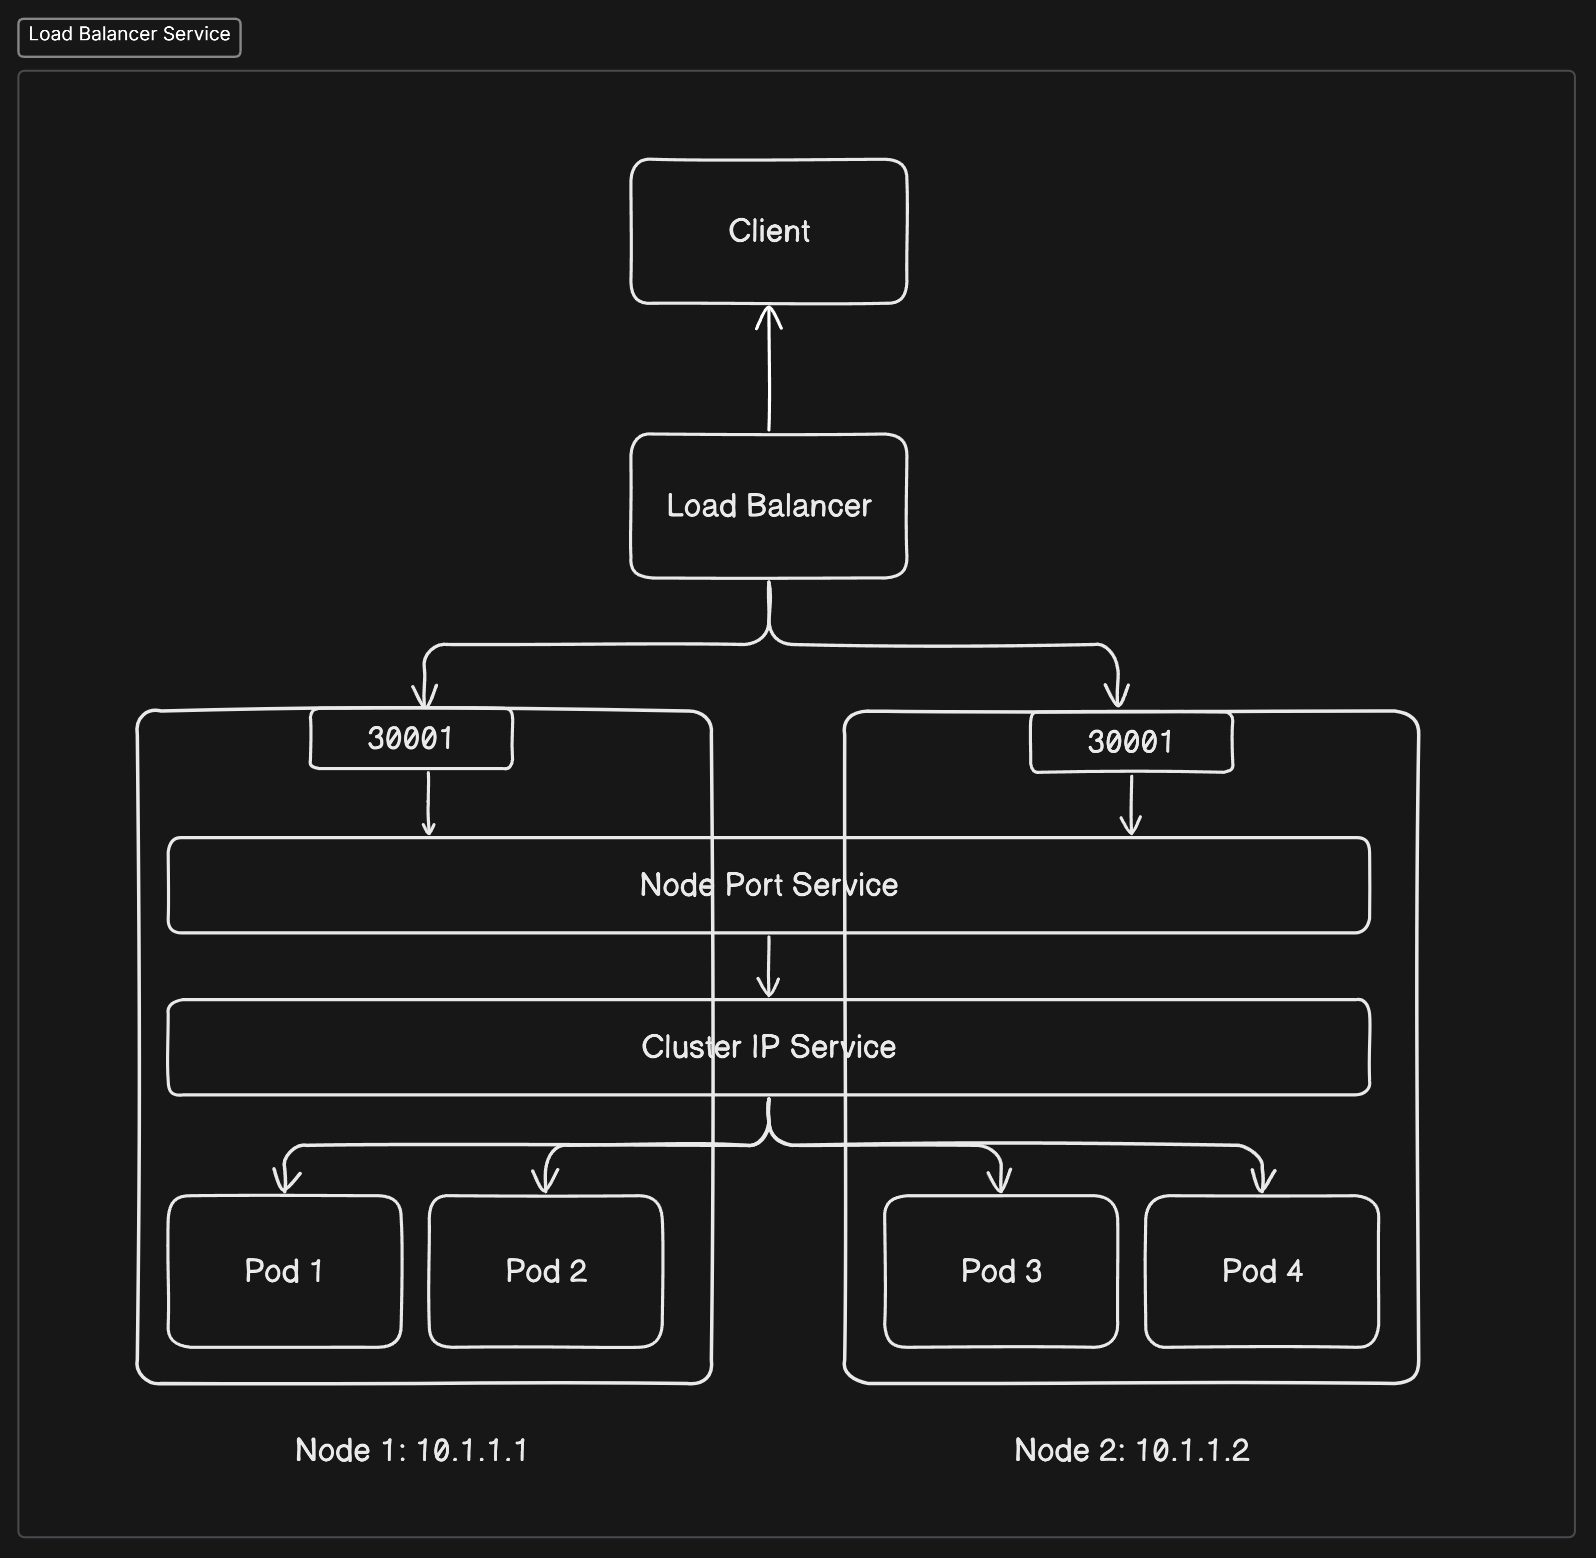 Load Balancer Service
Client
Load Balancer
30001
30001
Node Port Service
Cluster IP Service
Pod 1
Pod 2
Pod 3
Pod 4
Node 1: 10.1.1.1
Node 2: 10.1.1.2